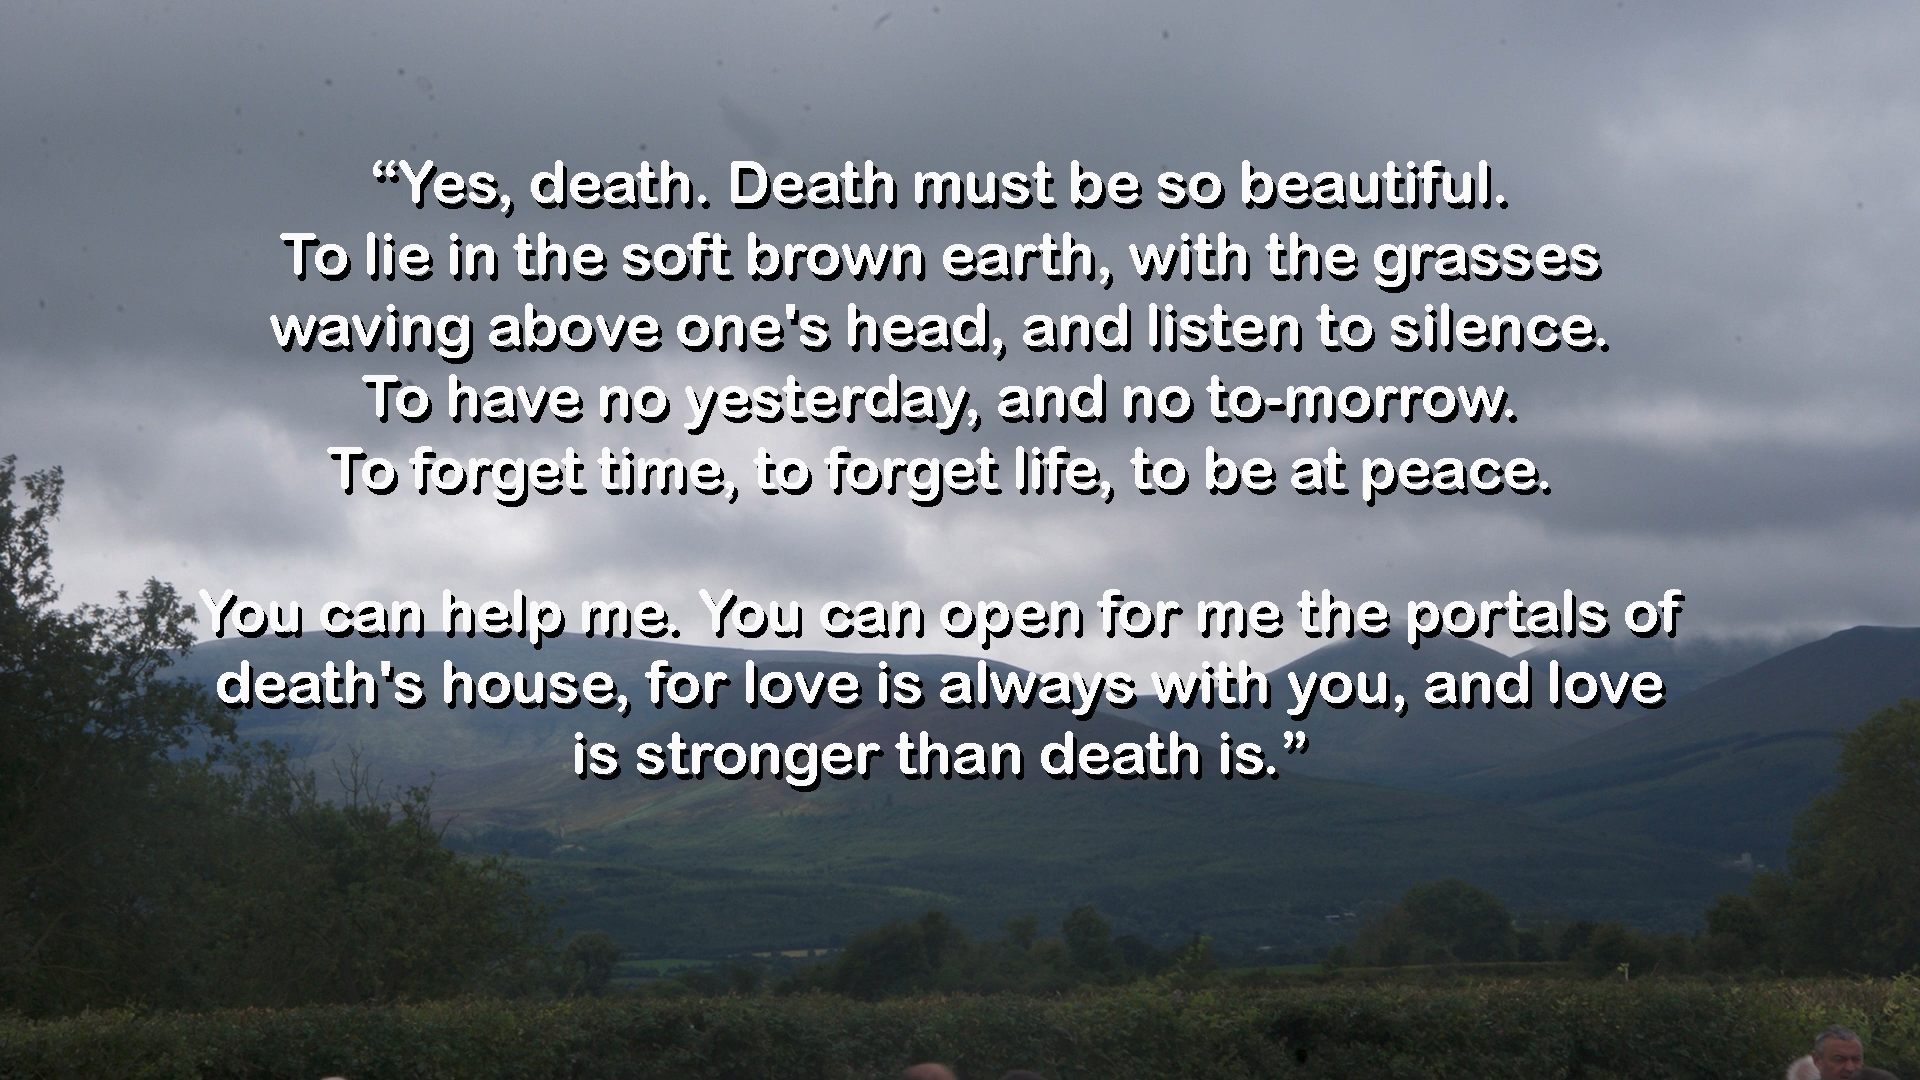 “Yes, death. Death must be so beautiful.
To lie in the soft brown earth, with the grasses
waving above one's head, and listen to silence.
To have no yesterday, and no to-morrow.
To forget time, to forget life, to be at peace.
You can help me. You can open for me the portals of
death's house, for love is always with you, and love
is stronger than death is.”